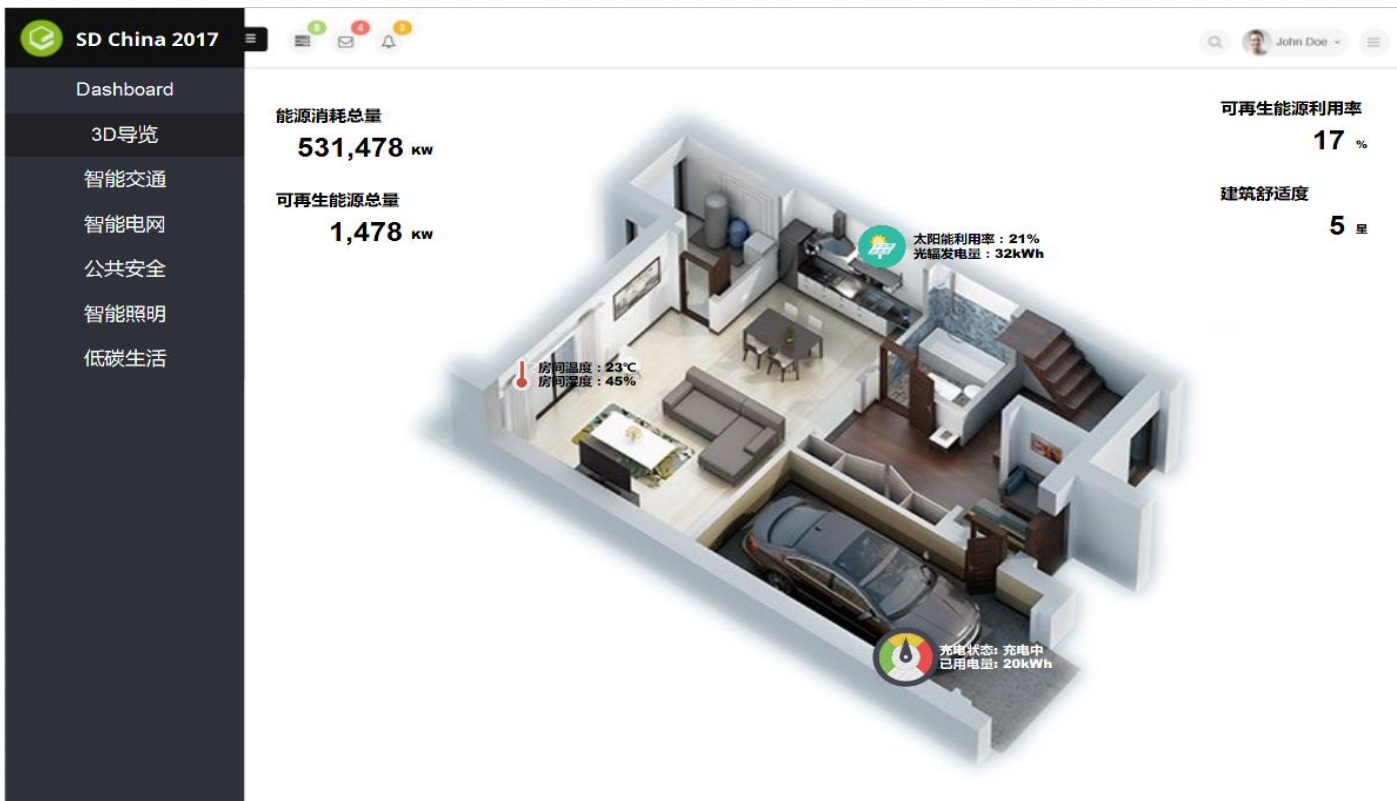 SD China 2017
8
4
3
John Doe
Dashboard
3D导览
智能交通
智能电网
公共安全
智能照明
低碳生活
能源消耗总量
531,478 KW
可再生能源总量
1,478 KW
可再生能源利用率
17 %
建筑舒适度
5 星
太阳能利用率：21%
光辐发电量：32kWh
房间温度：23℃
房间湿度：45%
充电状态: 充电中
已用电量: 20kWh